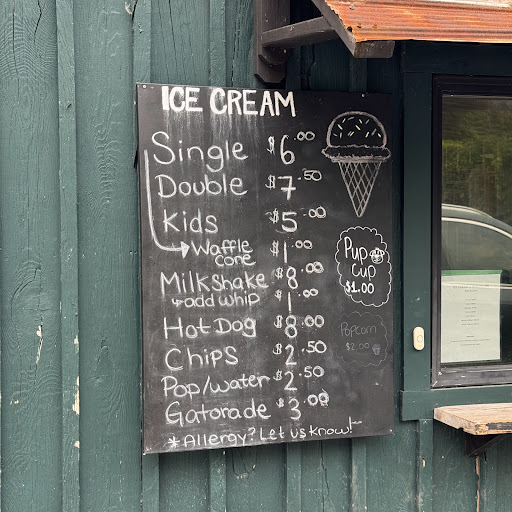 ICE CREAM
Single $6.00
Double $7.50
Kids $5.00
Waffle Cone $1.00
Milkshake $8.00
add whip $1.00
Hot Dog $8.00
Chips $2.50
Pop/water $2.50
Gatorade $3.00
*Allergy? Let us know!
Pup Cup
$1.00
Popcorn
$2.00